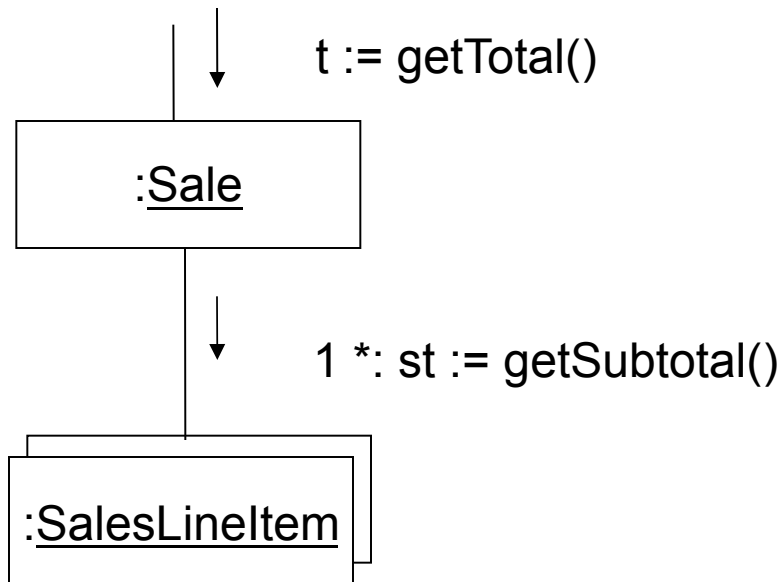 t := getTotal()
:Sale
1 *: st := getSubtotal()
:SalesLineItem